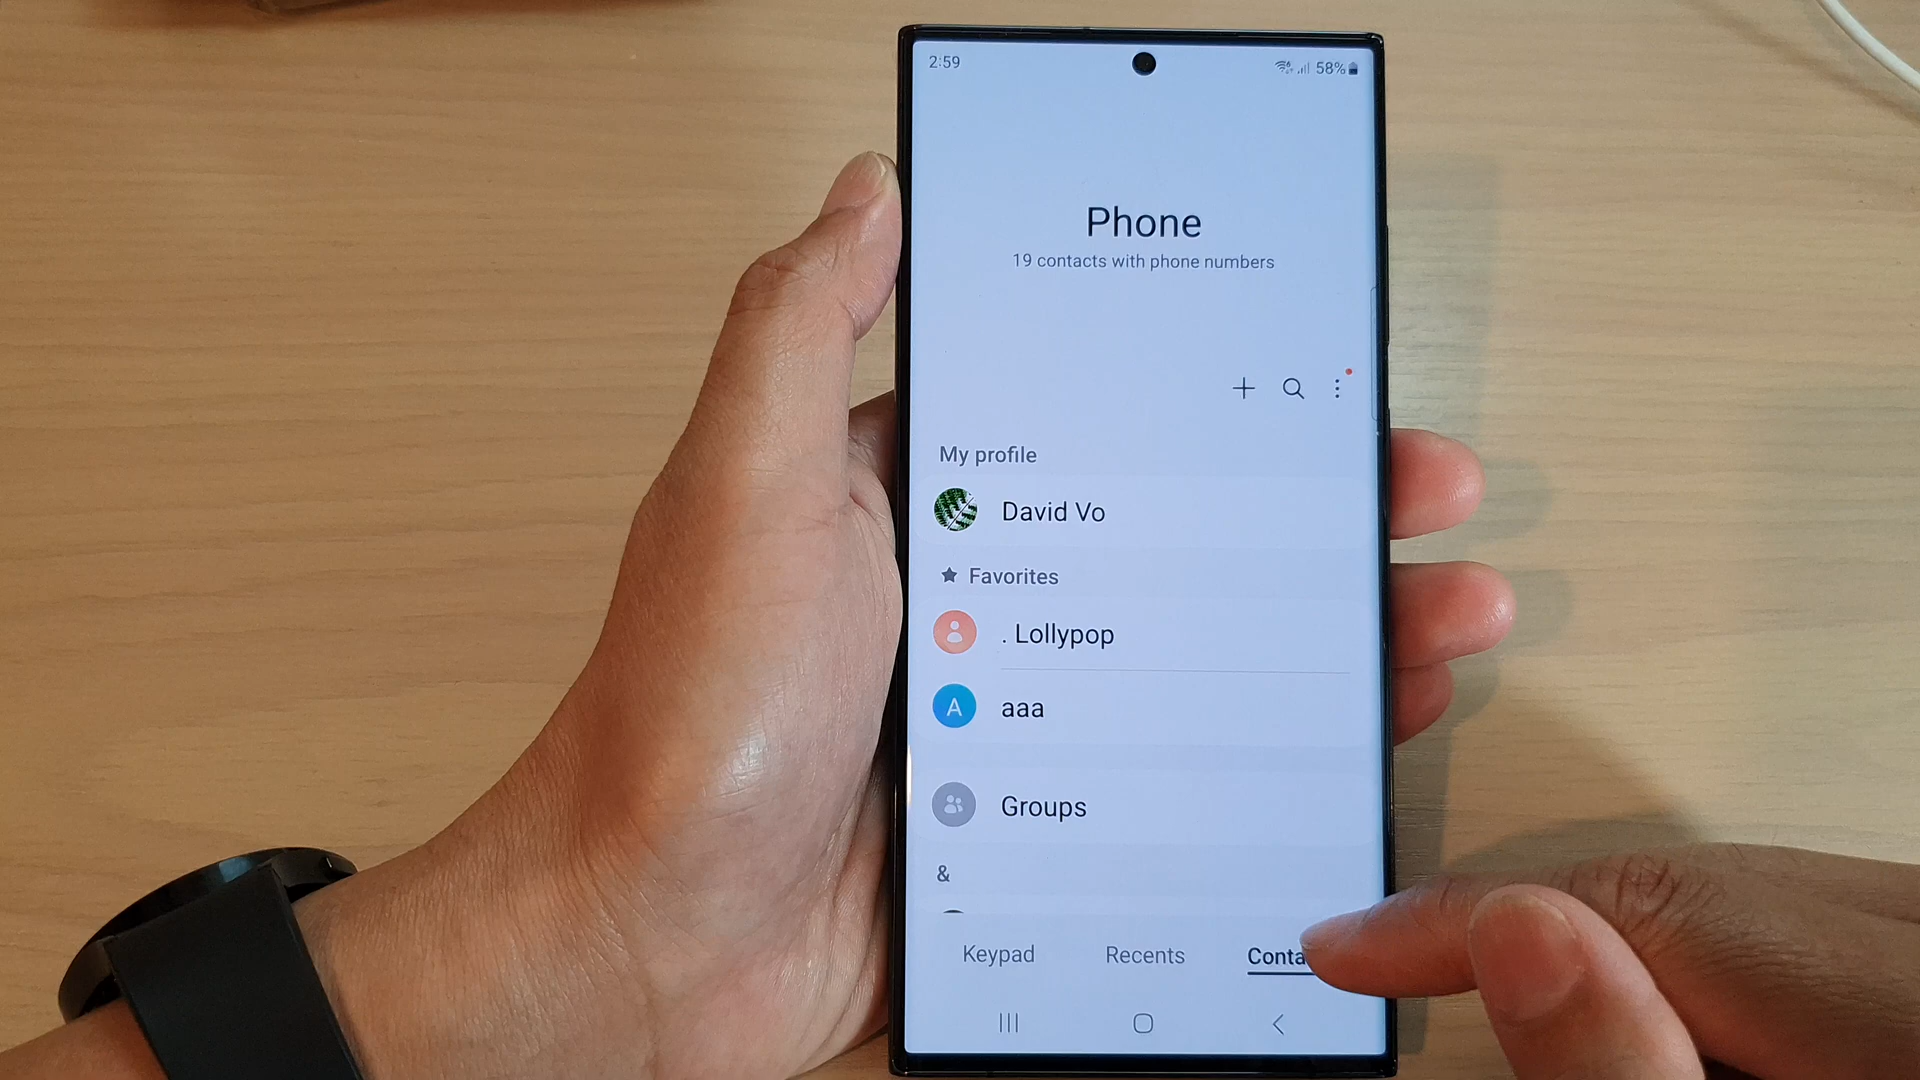 2:59
58%
Phone
19 contacts with phone numbers
My profile
David Vo
Favorites
. Lollypop
A
aaa
Groups
&
Keypad
Recents